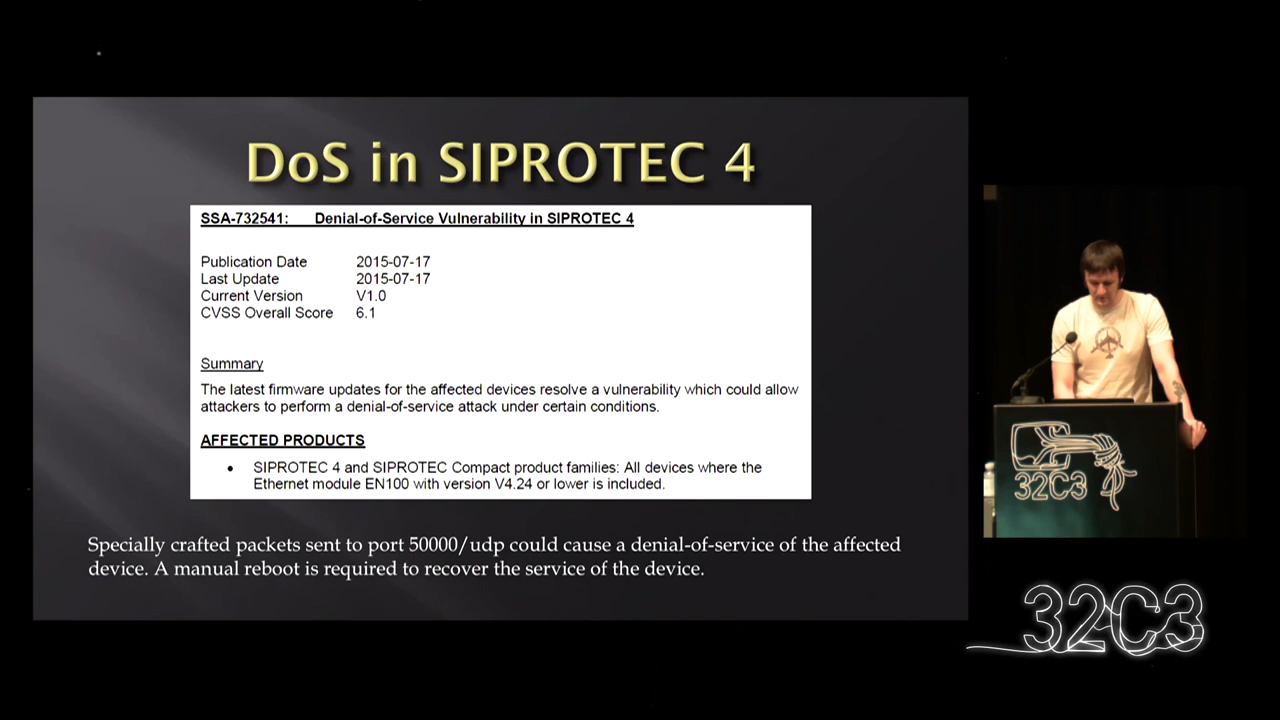 DoS in SIPROTEC 4
SSA-732541: Denial-of-Service Vulnerability in SIPROTEC 4
Publication Date 2015-07-17
Last Update 2015-07-17
Current Version V1.0
CVSS Overall Score 6.1
Summary
The latest firmware updates for the affected devices resolve a vulnerability which could allow
attackers to perform a denial-of-service attack under certain conditions.
AFFECTED PRODUCTS
• SIPROTEC 4 and SIPROTEC Compact product families: All devices where the
Ethernet module EN100 with version V4.24 or lower is included.
Specially crafted packets sent to port 50000/udp could cause a denial-of-service of the affected
device. A manual reboot is required to recover the service of the device.
32C3
32C3